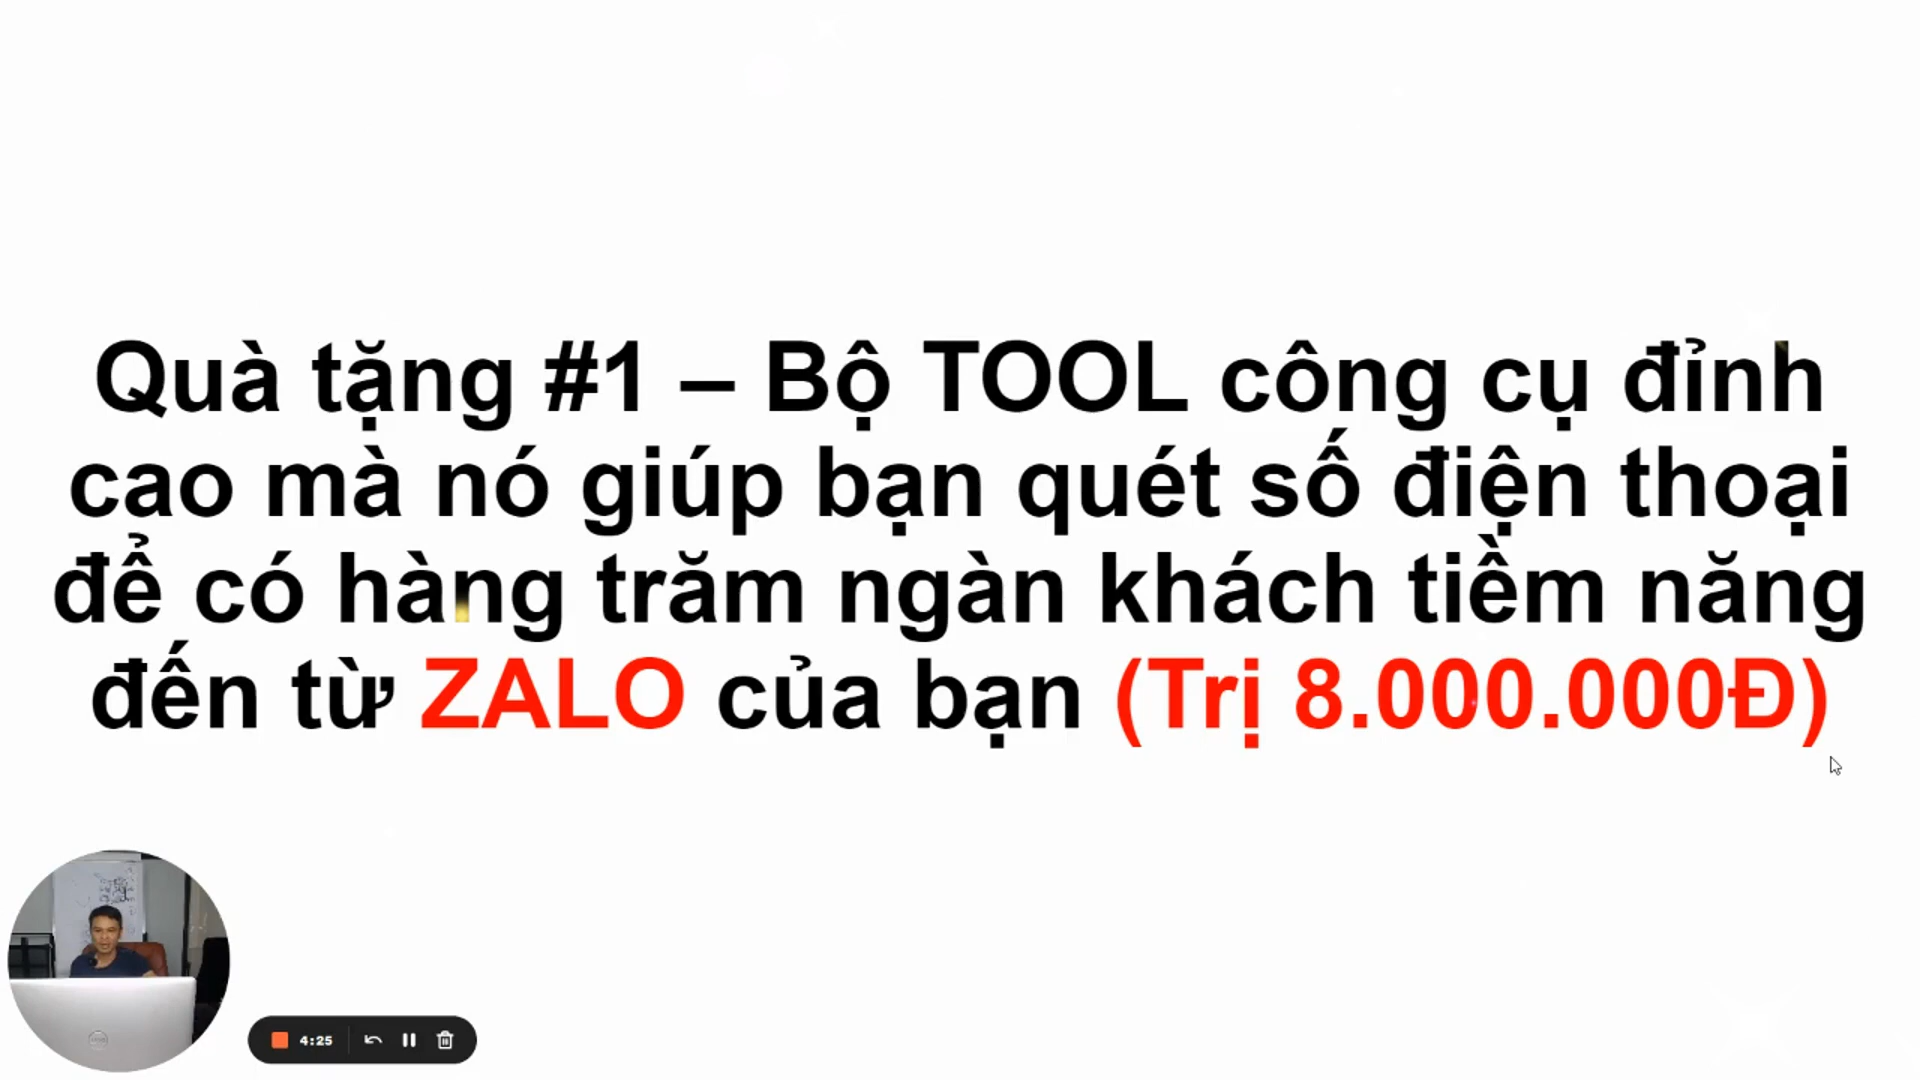 Quà tặng #1 – Bộ TOOL công cụ đỉnh
cao mà nó giúp bạn quét số điện thoại
để có hàng trăm ngàn khách tiềm năng
đến từ ZALO của bạn (Trị 8.000.000Đ)
4:25